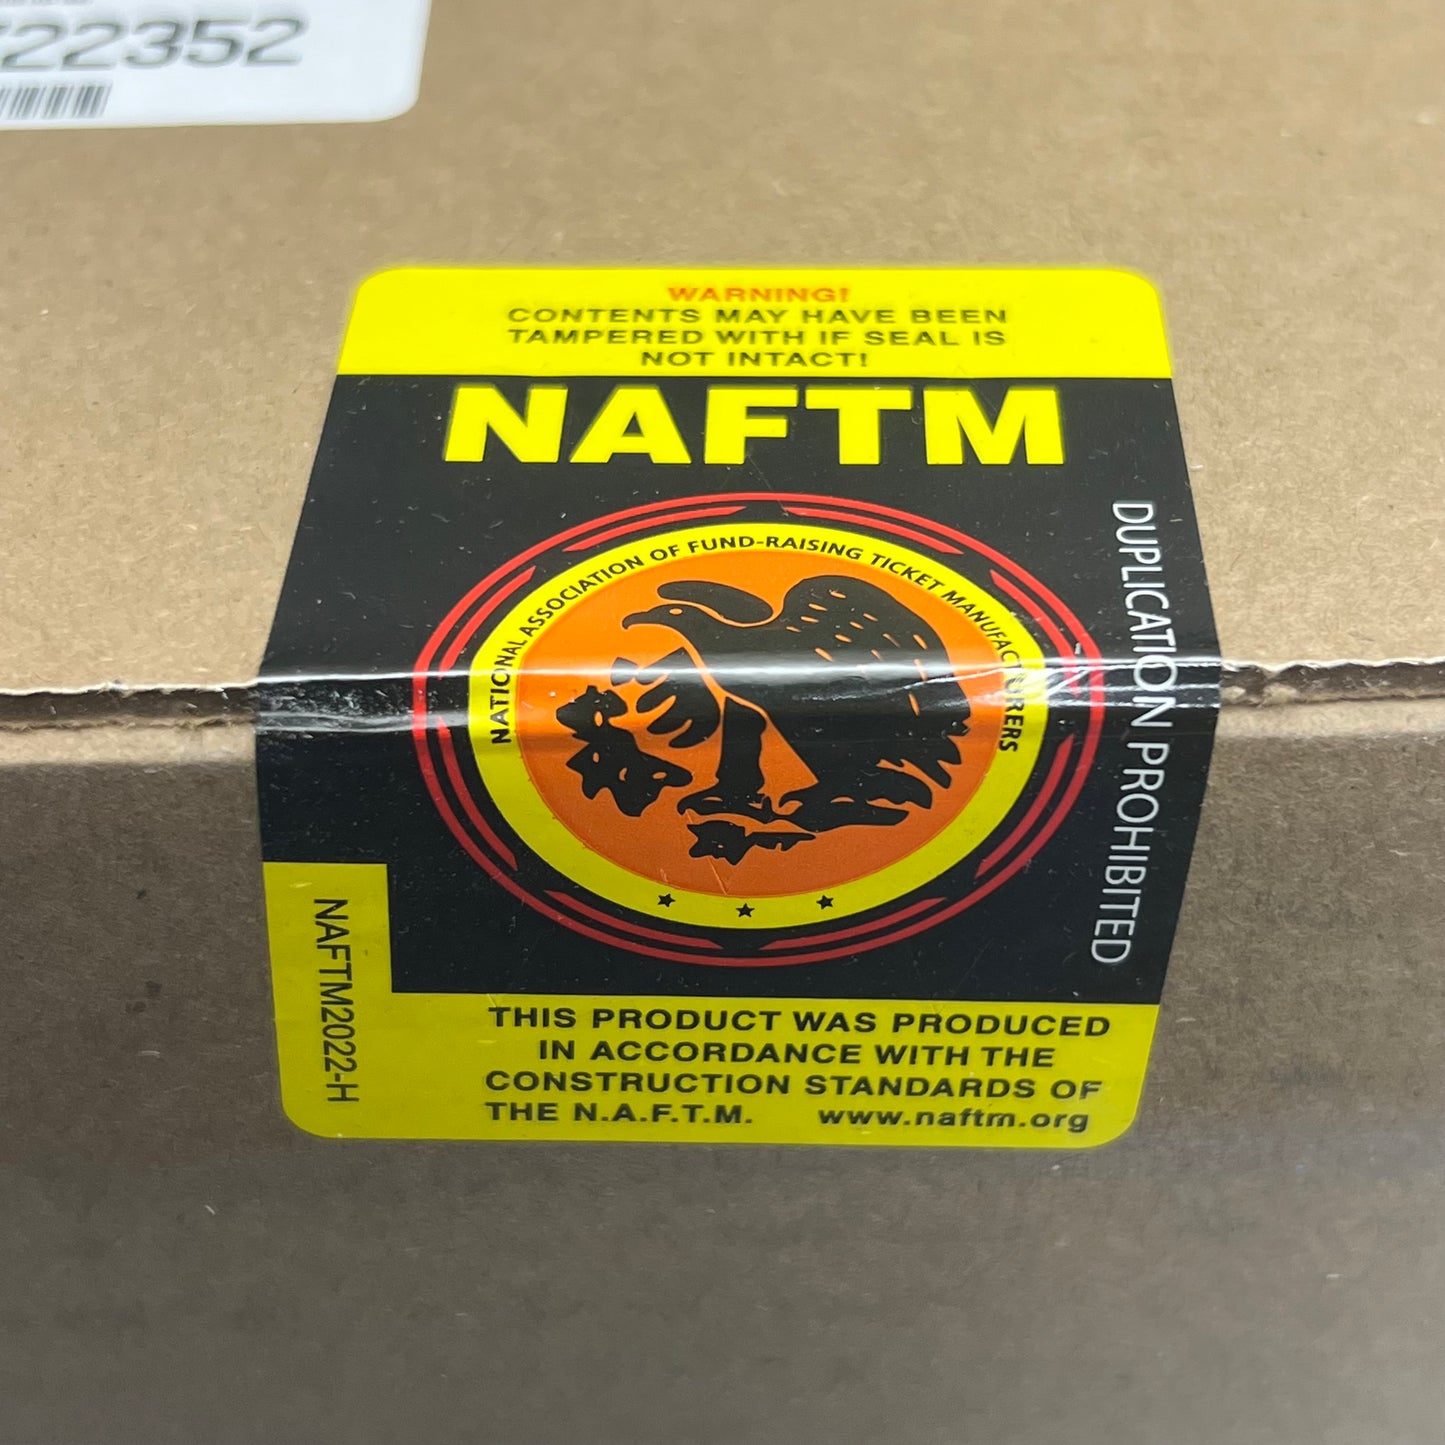 22352
WARNING!
CONTENTS MAY HAVE BEEN
TAMPERED WITH IF SEAL IS
NOT INTACT!
NAFTM
NATIONAL ASSOCIATION OF FUND-RAISING TICKET MANUFACTURERS
DUPLICATION PROHIBITED
NAFTM2022-H
THIS PRODUCT WAS PRODUCED
IN ACCORDANCE WITH THE
CONSTRUCTION STANDARDS OF
THE N.A.F.T.M. www.naftm.org